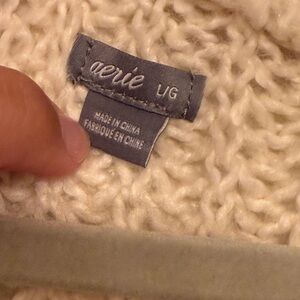 aerie L/G
MADE IN CHINA
FABRIQUÉ EN CHINE